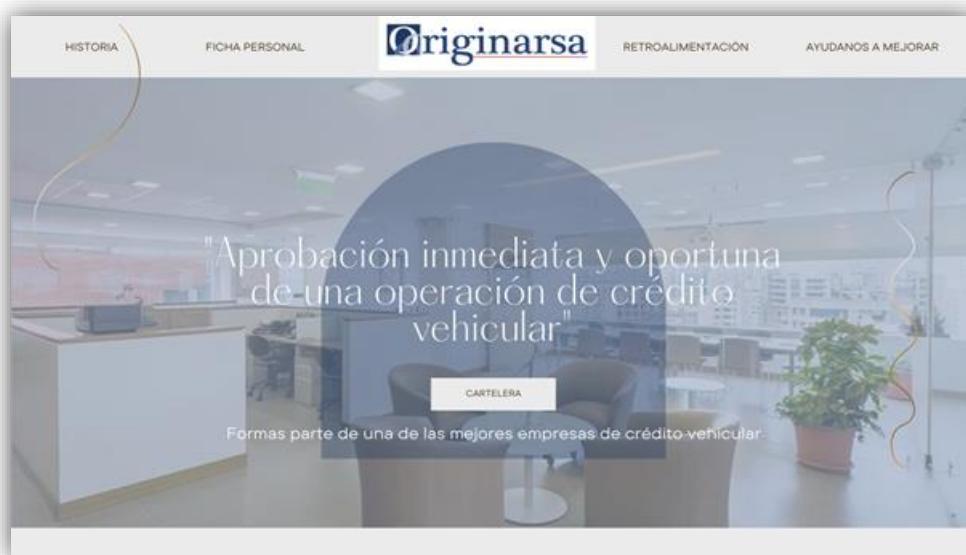 HISTORIA
FICHA PERSONAL
Originarsa
RETROALIMENTACIÓN
AYUDANOS A MEJORAR
"Aprobación inmediata y oportuna
de una operación de crédito
vehicular"
CARTELERA
Formas parte de una de las mejores empresas de crédito vehicular